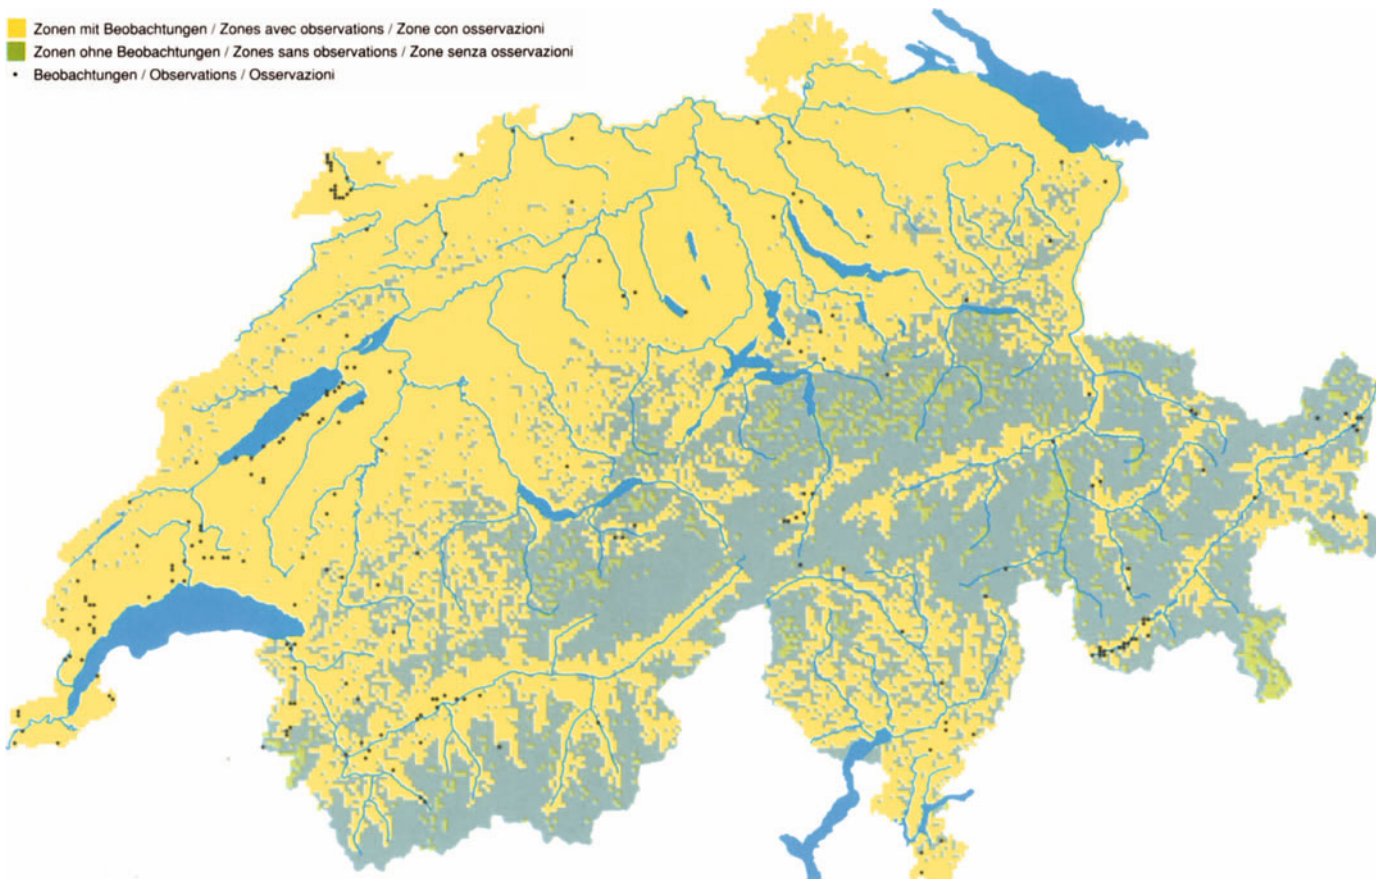 Zonen mit Beobachtungen / Zones avec observations / Zone con osservazioni
Zonen ohne Beobachtungen / Zones sans observations / Zone senza osservazioni
Beobachtungen / Observations / Osservazioni